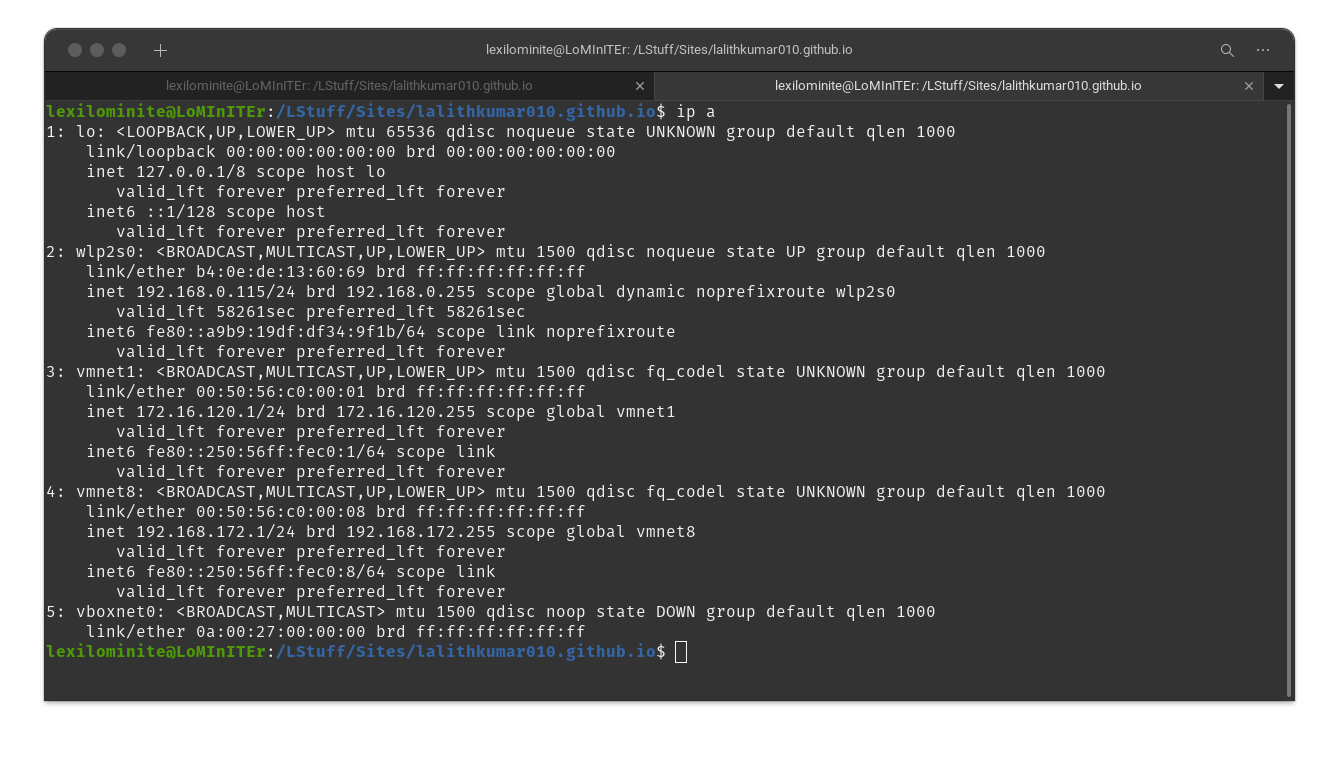 lexilominite@LoMInITEr: /LStuff/Sites/lalithkumar010.github.io
lexilominite@LoMInITEr: /LStuff/Sites/lalithkumar010.github.io
lexilominite@LoMInITEr: /LStuff/Sites/lalithkumar010.github.io
lexilominite@LoMInITEr:/LStuff/Sites/lalithkumar010.github.io$ ip a
1: lo: <LOOPBACK,UP,LOWER_UP> mtu 65536 qdisc noqueue state UNKNOWN group default qlen 1000
    link/loopback 00:00:00:00:00:00 brd 00:00:00:00:00:00
    inet 127.0.0.1/8 scope host lo
       valid_lft forever preferred_lft forever
    inet6 ::1/128 scope host
       valid_lft forever preferred_lft forever
2: wlp2s0: <BROADCAST,MULTICAST,UP,LOWER_UP> mtu 1500 qdisc noqueue state UP group default qlen 1000
    link/ether b4:0e:de:13:60:69 brd ff:ff:ff:ff:ff:ff
    inet 192.168.0.115/24 brd 192.168.0.255 scope global dynamic noprefixroute wlp2s0
       valid_lft 58261sec preferred_lft 58261sec
    inet6 fe80::a9b9:19df:df34:9f1b/64 scope link noprefixroute
       valid_lft forever preferred_lft forever
3: vmnet1: <BROADCAST,MULTICAST,UP,LOWER_UP> mtu 1500 qdisc fq_codel state UNKNOWN group default qlen 1000
    link/ether 00:50:56:c0:00:01 brd ff:ff:ff:ff:ff:ff
    inet 172.16.120.1/24 brd 172.16.120.255 scope global vmnet1
       valid_lft forever preferred_lft forever
    inet6 fe80::250:56ff:fec0:1/64 scope link
       valid_lft forever preferred_lft forever
4: vmnet8: <BROADCAST,MULTICAST,UP,LOWER_UP> mtu 1500 qdisc fq_codel state UNKNOWN group default qlen 1000
    link/ether 00:50:56:c0:00:08 brd ff:ff:ff:ff:ff:ff
    inet 192.168.172.1/24 brd 192.168.172.255 scope global vmnet8
       valid_lft forever preferred_lft forever
    inet6 fe80::250:56ff:fec0:8/64 scope link
       valid_lft forever preferred_lft forever
5: vboxnet0: <BROADCAST,MULTICAST> mtu 1500 qdisc noop state DOWN group default qlen 1000
    link/ether 0a:00:27:00:00:00 brd ff:ff:ff:ff:ff:ff
lexilominite@LoMInITEr:/LStuff/Sites/lalithkumar010.github.io$